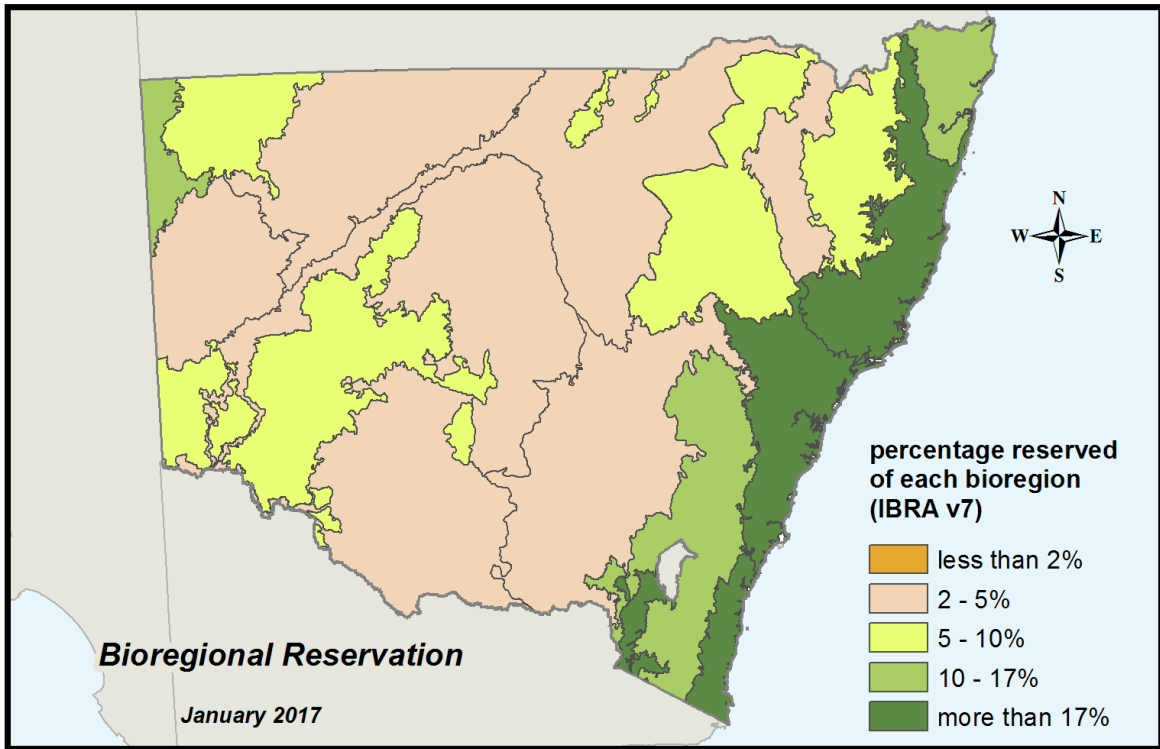 N
W E
S
percentage reserved
of each bioregion
(IBRA v7)
less than 2%
2 - 5%
5 - 10%
10 - 17%
more than 17%
Bioregional Reservation
January 2017